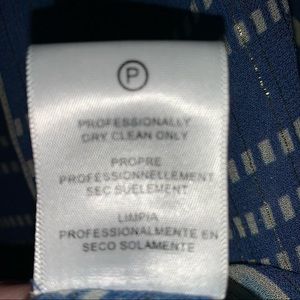 P
PROFESSIONALLY
DRY CLEAN ONLY
PROPRE
PROFESSIONNELLEMENT
SEC SUELEMENT
LIMPIA
PROFESSIONALMENTE EN
SECO SOLAMENTE